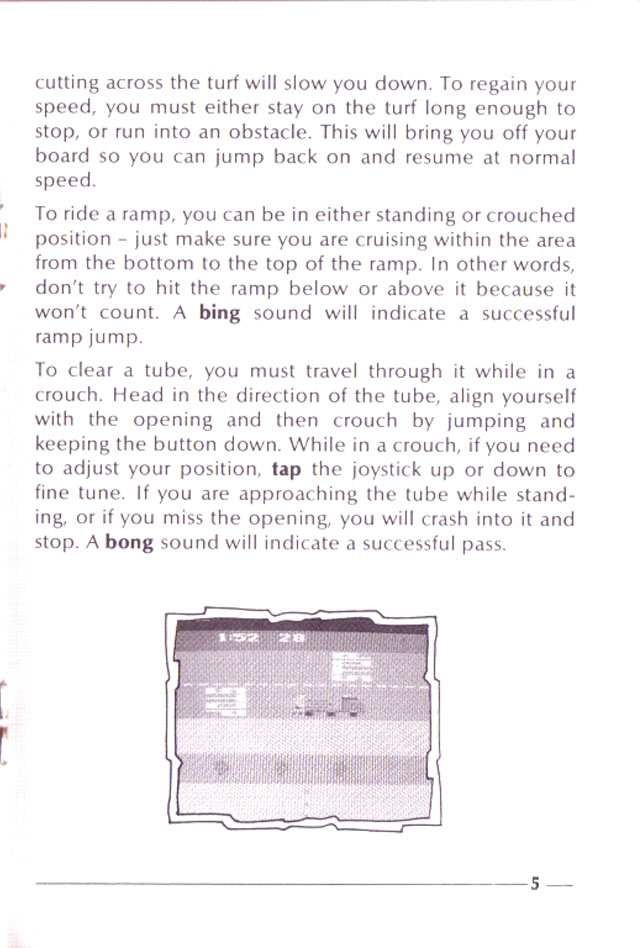 cutting across the turf will slow you down. To regain your
speed, you must either stay on the turf long enough to
stop, or run into an obstacle. This will bring you off your
board so you can jump back on and resume at normal
speed.
To ride a ramp, you can be in either standing or crouched
position – just make sure you are cruising within the area
from the bottom to the top of the ramp. In other words,
don't try to hit the ramp below or above it because it
won't count. A bing sound will indicate a successful
ramp jump.
To clear a tube, you must travel through it while in a
crouch. Head in the direction of the tube, align yourself
with the opening and then crouch by jumping and
keeping the button down. While in a crouch, if you need
to adjust your position, tap the joystick up or down to
fine tune. If you are approaching the tube while stand-
ing, or if you miss the opening, you will crash into it and
stop. A bong sound will indicate a successful pass.
1:52 28
5